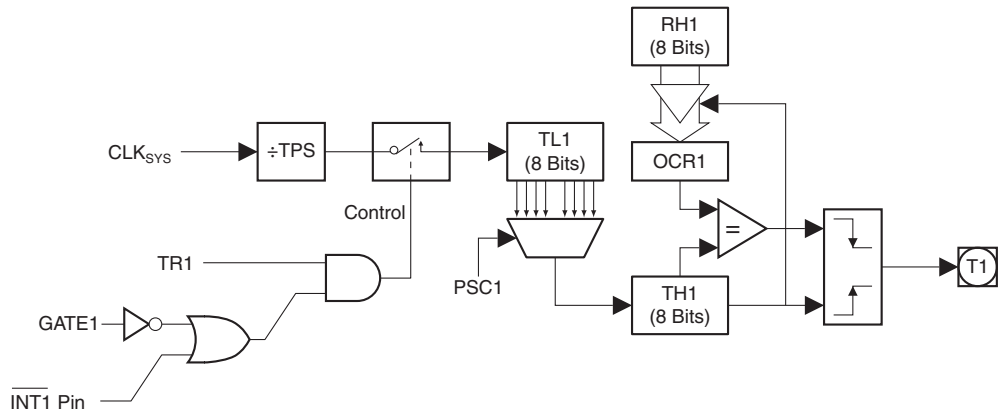 RH1
(8 Bits)
CLKSYS
÷TPS
TL1
(8 Bits)
OCR1
Control
=
TR1
PSC1
T1
TH1
(8 Bits)
GATE1
INT1 Pin